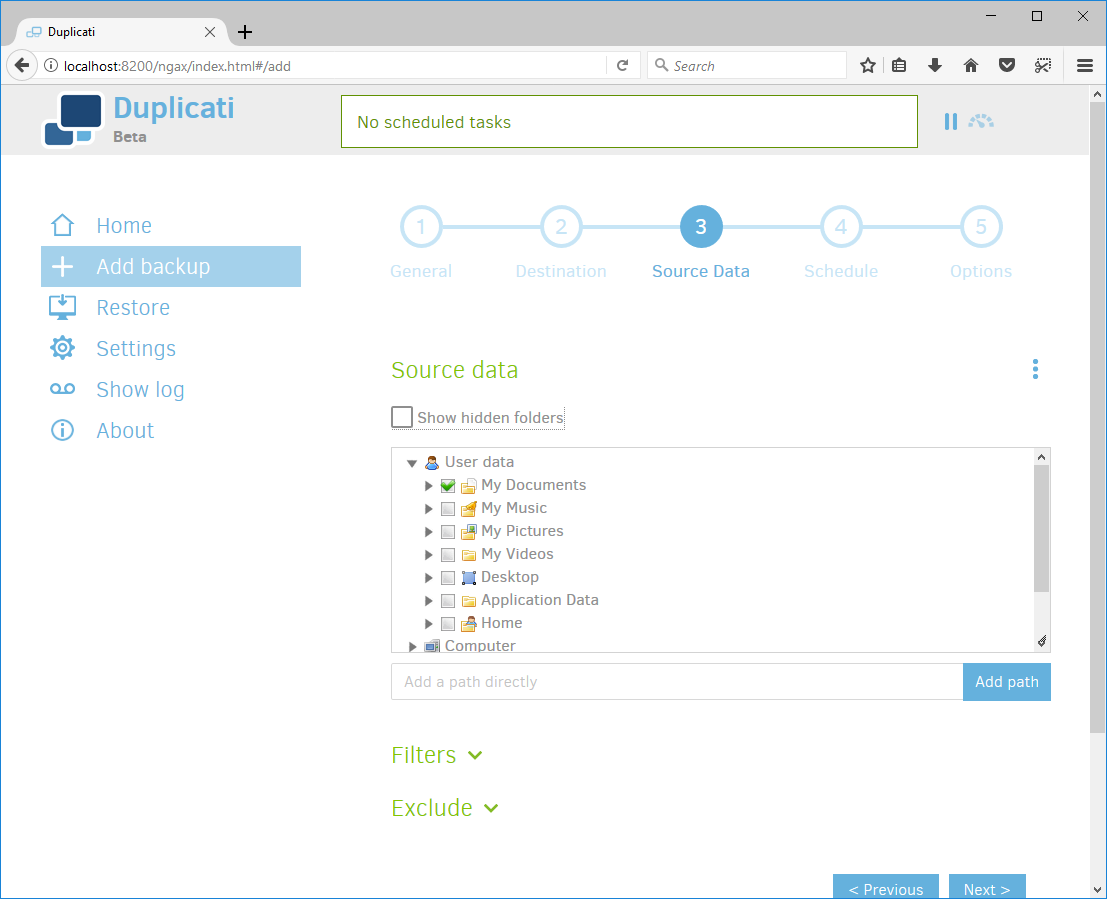 Duplicati
localhost:8200/ngax/index.html#/add
Search
Duplicati
Beta
No scheduled tasks
Home
Add backup
Restore
Settings
Show log
About
1 2 3 4 5
General Destination Source Data Schedule Options
Source data
Show hidden folders
User data
My Documents
My Music
My Pictures
My Videos
Desktop
Application Data
Home
Computer
Add a path directly
Add path
Filters
Exclude
< Previous
Next >